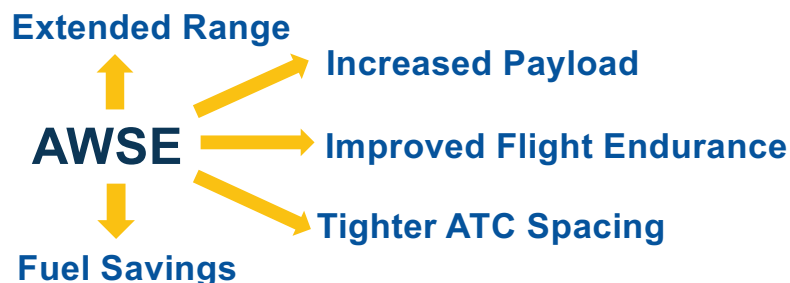 Extended Range
Increased Payload
AWSE
Improved Flight Endurance
Tighter ATC Spacing
Fuel Savings